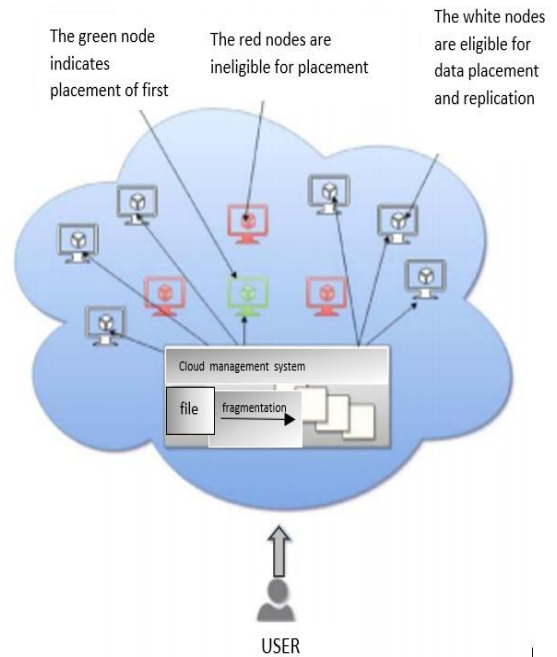 The green node
indicates
placement of first
The red nodes are
ineligible for placement
The white nodes
are eligible for
data placement
and replication
Cloud management system
file
fragmentation
USER